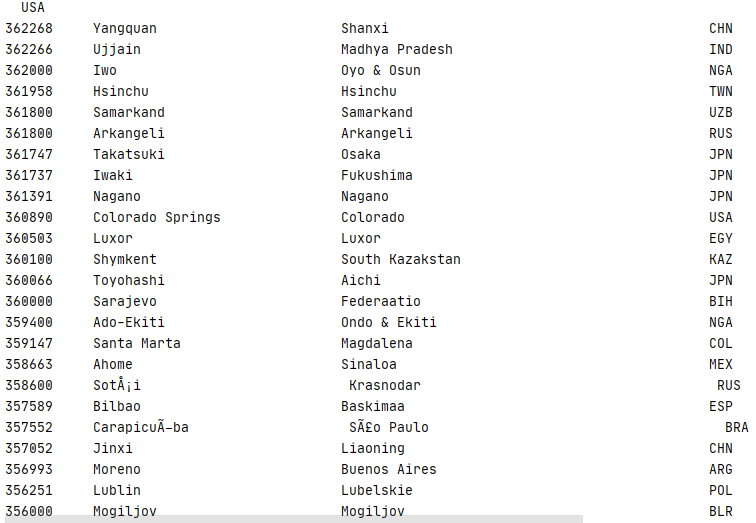 USA
362268 Yangquan Shanxi CHN
362266 Ujjain Madhya Pradesh IND
362000 Iwo Oyo & Osun NGA
361958 Hsinchu Hsinchu TWN
361800 Samarkand Samarkand UZB
361800 Arkangeli Arkangeli RUS
361747 Takatsuki Osaka JPN
361737 Iwaki Fukushima JPN
361391 Nagano Nagano JPN
360890 Colorado Springs Colorado USA
360503 Luxor Luxor EGY
360100 Shymkent South Kazakstan KAZ
360066 Toyohashi Aichi JPN
360000 Sarajevo Federaatio BIH
359400 Ado-Ekiti Ondo & Ekiti NGA
359147 Santa Marta Magdalena COL
358663 Ahome Sinaloa MEX
358600 SotÅ¡i Krasnodar RUS
357589 Bilbao Baskimaa ESP
357552 CarapicuÃ­ba SÃ£o Paulo BRA
357052 Jinxi Liaoning CHN
356993 Moreno Buenos Aires ARG
356251 Lublin Lubelskie POL
356000 Mogiljov Mogiljov BLR